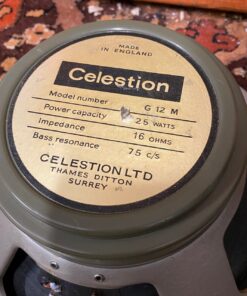 MADE
IN ENGLAND
Celestion
Model number G 12 M
Power capacity 25 WATTS
Impedance 16 OHMS
Bass resonance 75 C/S
CELESTION LTD
THAMES DITTON
SURREY